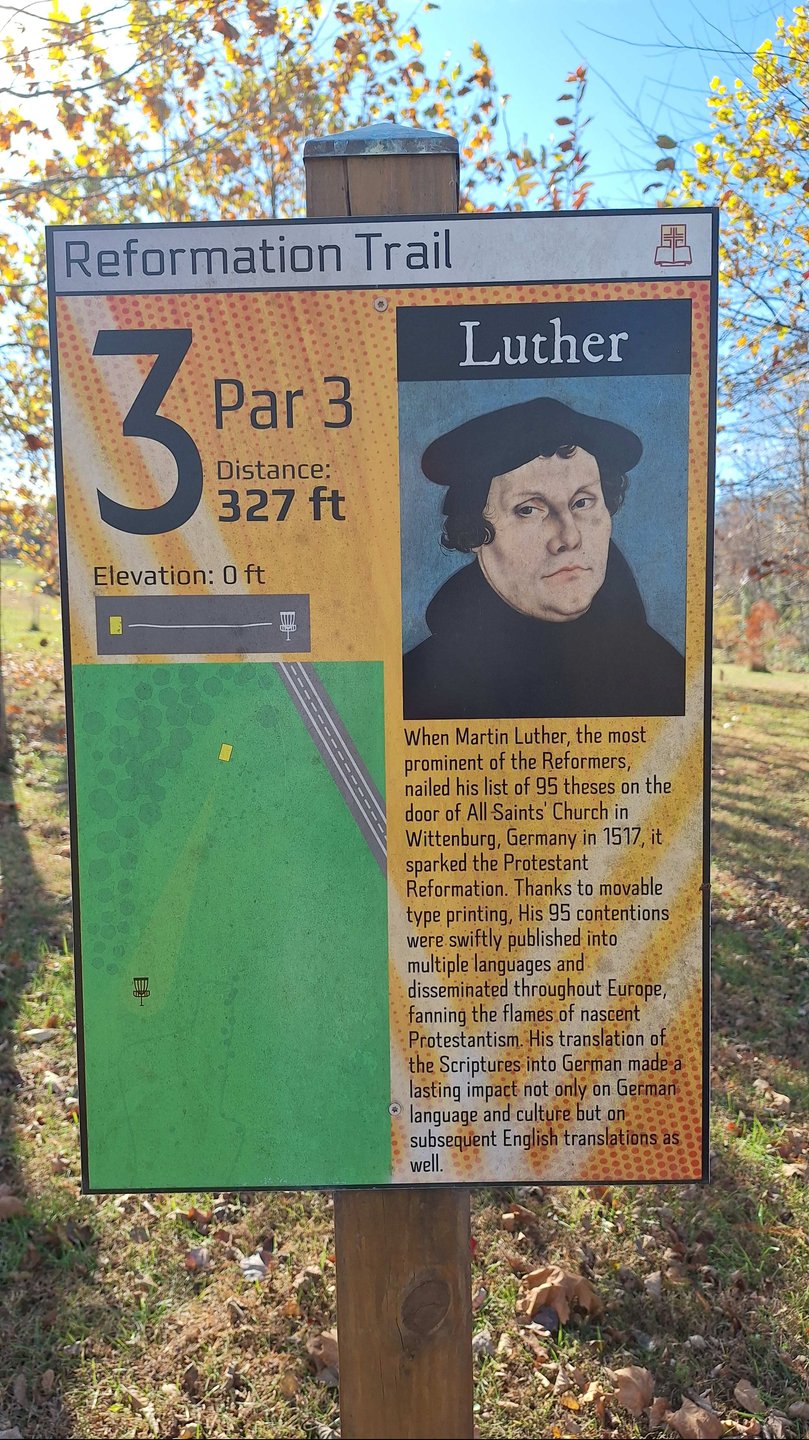 Reformation Trail
3
Par 3
Distance:
327 ft
Elevation: 0 ft
Luther
When Martin Luther, the most
prominent of the Reformers,
nailed his list of 95 theses on the
door of All Saints' Church in
Wittenburg, Germany in 1517, it
sparked the Protestant
Reformation. Thanks to movable
type printing, His 95 contentions
were swiftly published into
multiple languages and
disseminated throughout Europe,
fanning the flames of nascent
Protestantism. His translation of
the Scriptures into German made a
lasting impact not only on German
language and culture but on
subsequent English translations as
well.